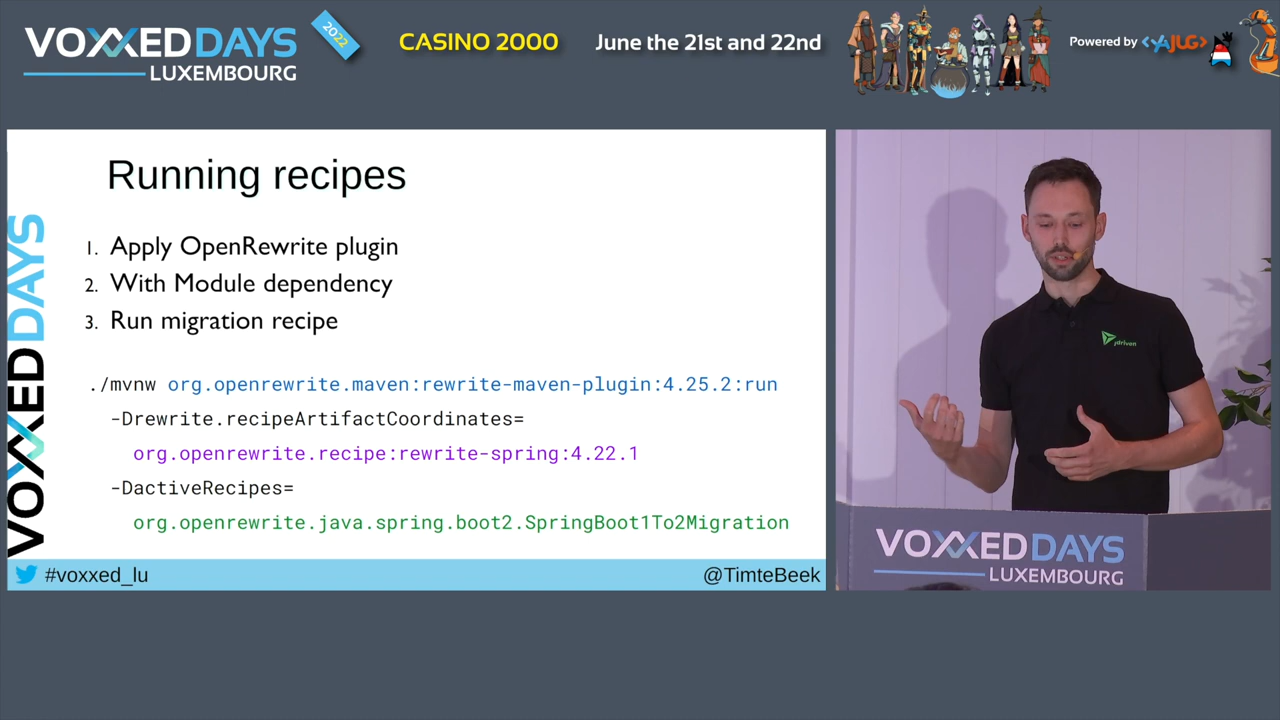 VOXXED DAYS
LUXEMBOURG
2022
CASINO 2000
June the 21st and 22nd
Powered by <YAJUG>
VOXXED DAYS
Running recipes
1. Apply OpenRewrite plugin
2. With Module dependency
3. Run migration recipe
./mvnw org.openrewrite.maven:rewrite-maven-plugin:4.25.2:run
-Drewrite.recipeArtifactCoordinates=
org.openrewrite.recipe:rewrite-spring:4.22.1
-DactiveRecipes=
org.openrewrite.java.spring.boot2.SpringBoot1To2Migration
#voxxed_lu
@TimteBeek
jdriven
VOXXED DAYS
LUXEMBOURG